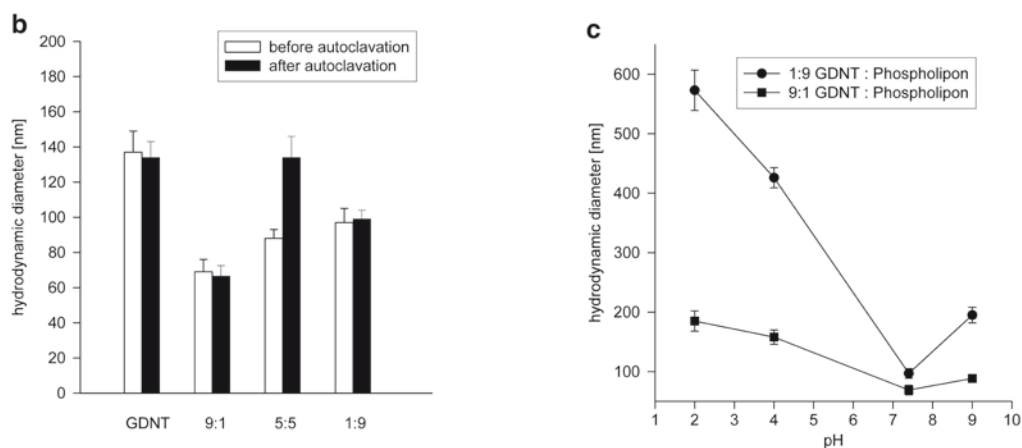 b
200
180
160
140
120
100
80
60
40
20
0
hydrodynamic diameter [nm]
before autoclavation
after autoclavation
GDNT 9:1 5:5 1:9
c
600
500
400
300
200
100
hydrodynamic diameter [nm]
1:9 GDNT : Phospholipon
9:1 GDNT : Phospholipon
1 2 3 4 5 6 7 8 9 10
pH